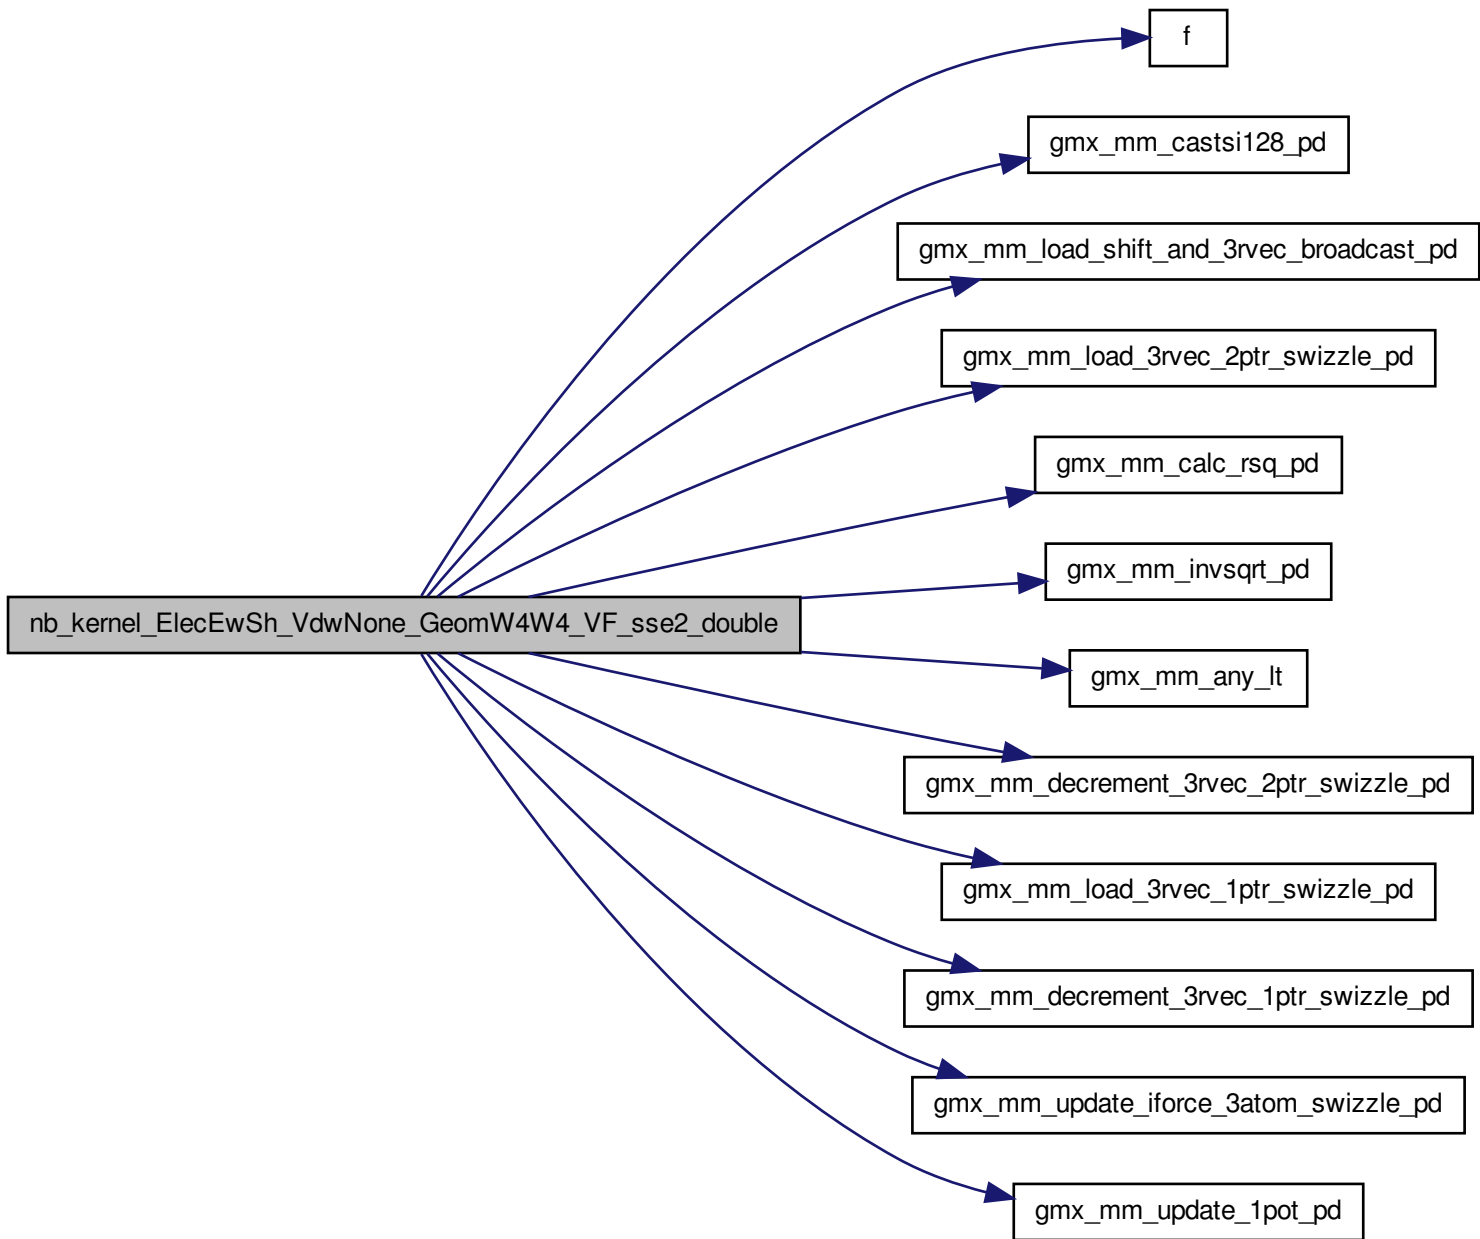 f
gmx_mm_castsi128_pd
gmx_mm_load_shift_and_3rvec_broadcast_pd
gmx_mm_load_3rvec_2ptr_swizzle_pd
gmx_mm_calc_rsq_pd
gmx_mm_invsqrt_pd
nb_kernel_ElecEwSh_VdwNone_GeomW4W4_VF_sse2_double
gmx_mm_any_lt
gmx_mm_decrement_3rvec_2ptr_swizzle_pd
gmx_mm_load_3rvec_1ptr_swizzle_pd
gmx_mm_decrement_3rvec_1ptr_swizzle_pd
gmx_mm_update_iforce_3atom_swizzle_pd
gmx_mm_update_1pot_pd